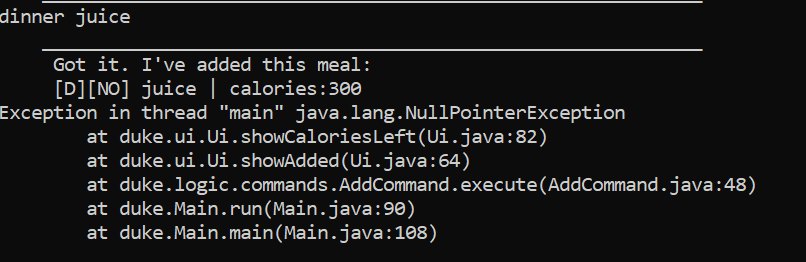 dinner juice
Got it. I've added this meal:
[D][NO] juice | calories:300
Exception in thread "main" java.lang.NullPointerException
at duke.ui.Ui.showCaloriesLeft(Ui.java:82)
at duke.ui.Ui.showAdded(Ui.java:64)
at duke.logic.commands.AddCommand.execute(AddCommand.java:48)
at duke.Main.run(Main.java:90)
at duke.Main.main(Main.java:108)